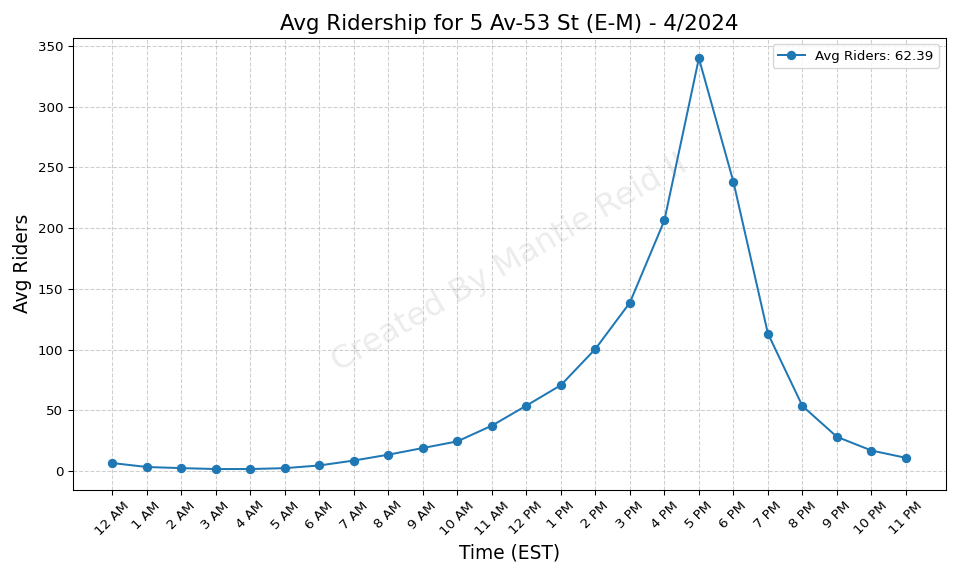 Avg Ridership for 5 Av-53 St (E-M) - 4/2024
Avg Riders: 62.39
350
300
250
200
150
100
50
0
Avg Riders
Created By Mantle Reid
12 AM
1 AM
2 AM
3 AM
4 AM
5 AM
6 AM
7 AM
8 AM
9 AM
10 AM
11 AM
12 PM
1 PM
2 PM
3 PM
4 PM
5 PM
6 PM
7 PM
8 PM
9 PM
10 PM
11 PM
Time (EST)